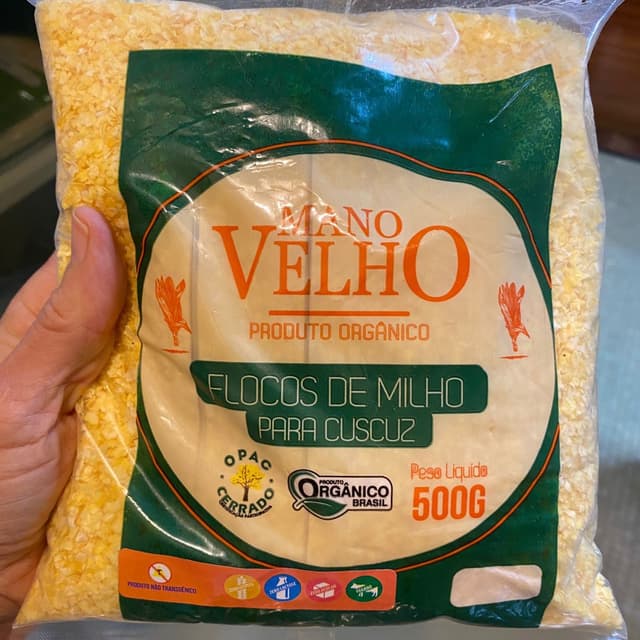 MANO
VELHO
PRODUTO ORGÂNICO
FLOCOS DE MILHO
PARA CUSCUZ
OPAC
CERRADO
PRODUTO
ORGÂNICO
BRASIL
Peso Líquido
500G
PRODUTO NÃO TRANSGÊNICO